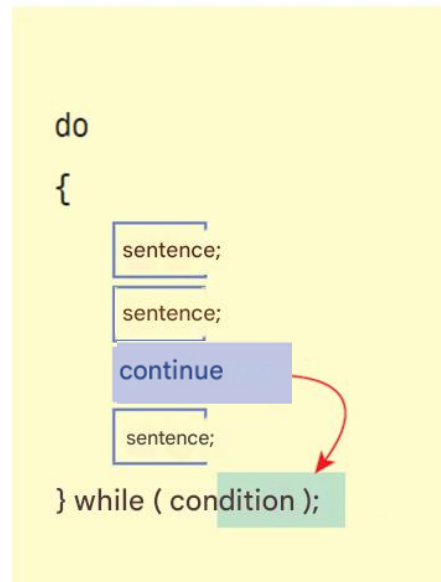 do
{
sentence;
sentence;
continue
sentence;
} while ( condition );